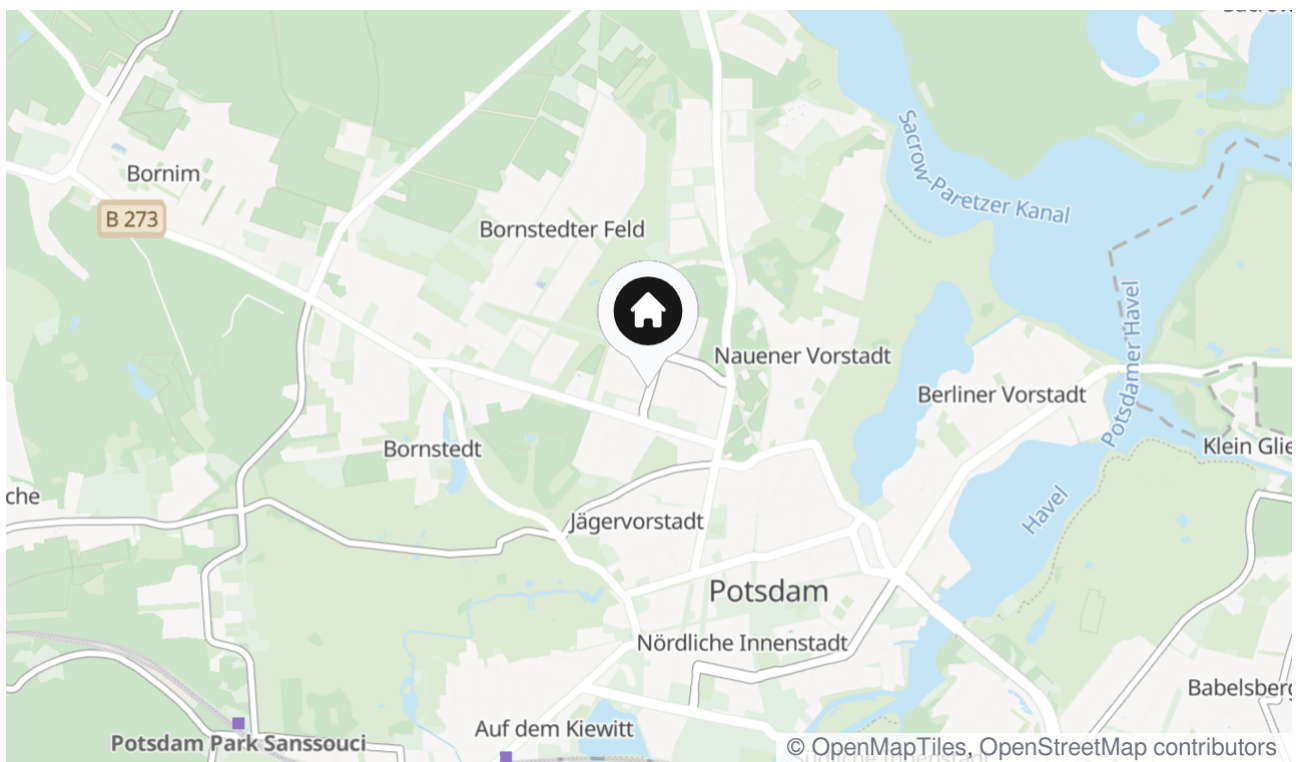 Bornim
B 273
Bornstedter Feld
Sacrow-Paretzer Kanal
Nauener Vorstadt
Berliner Vorstadt
Potsdamer Havel
Bornstedt
Klein Glie
che
Havel
Jägervorstadt
Potsdam
Nördliche Innenstadt
Babelsberg
Auf dem Kiewitt
Potsdam Park Sanssouci
© OpenMapTiles, OpenStreetMap contributors